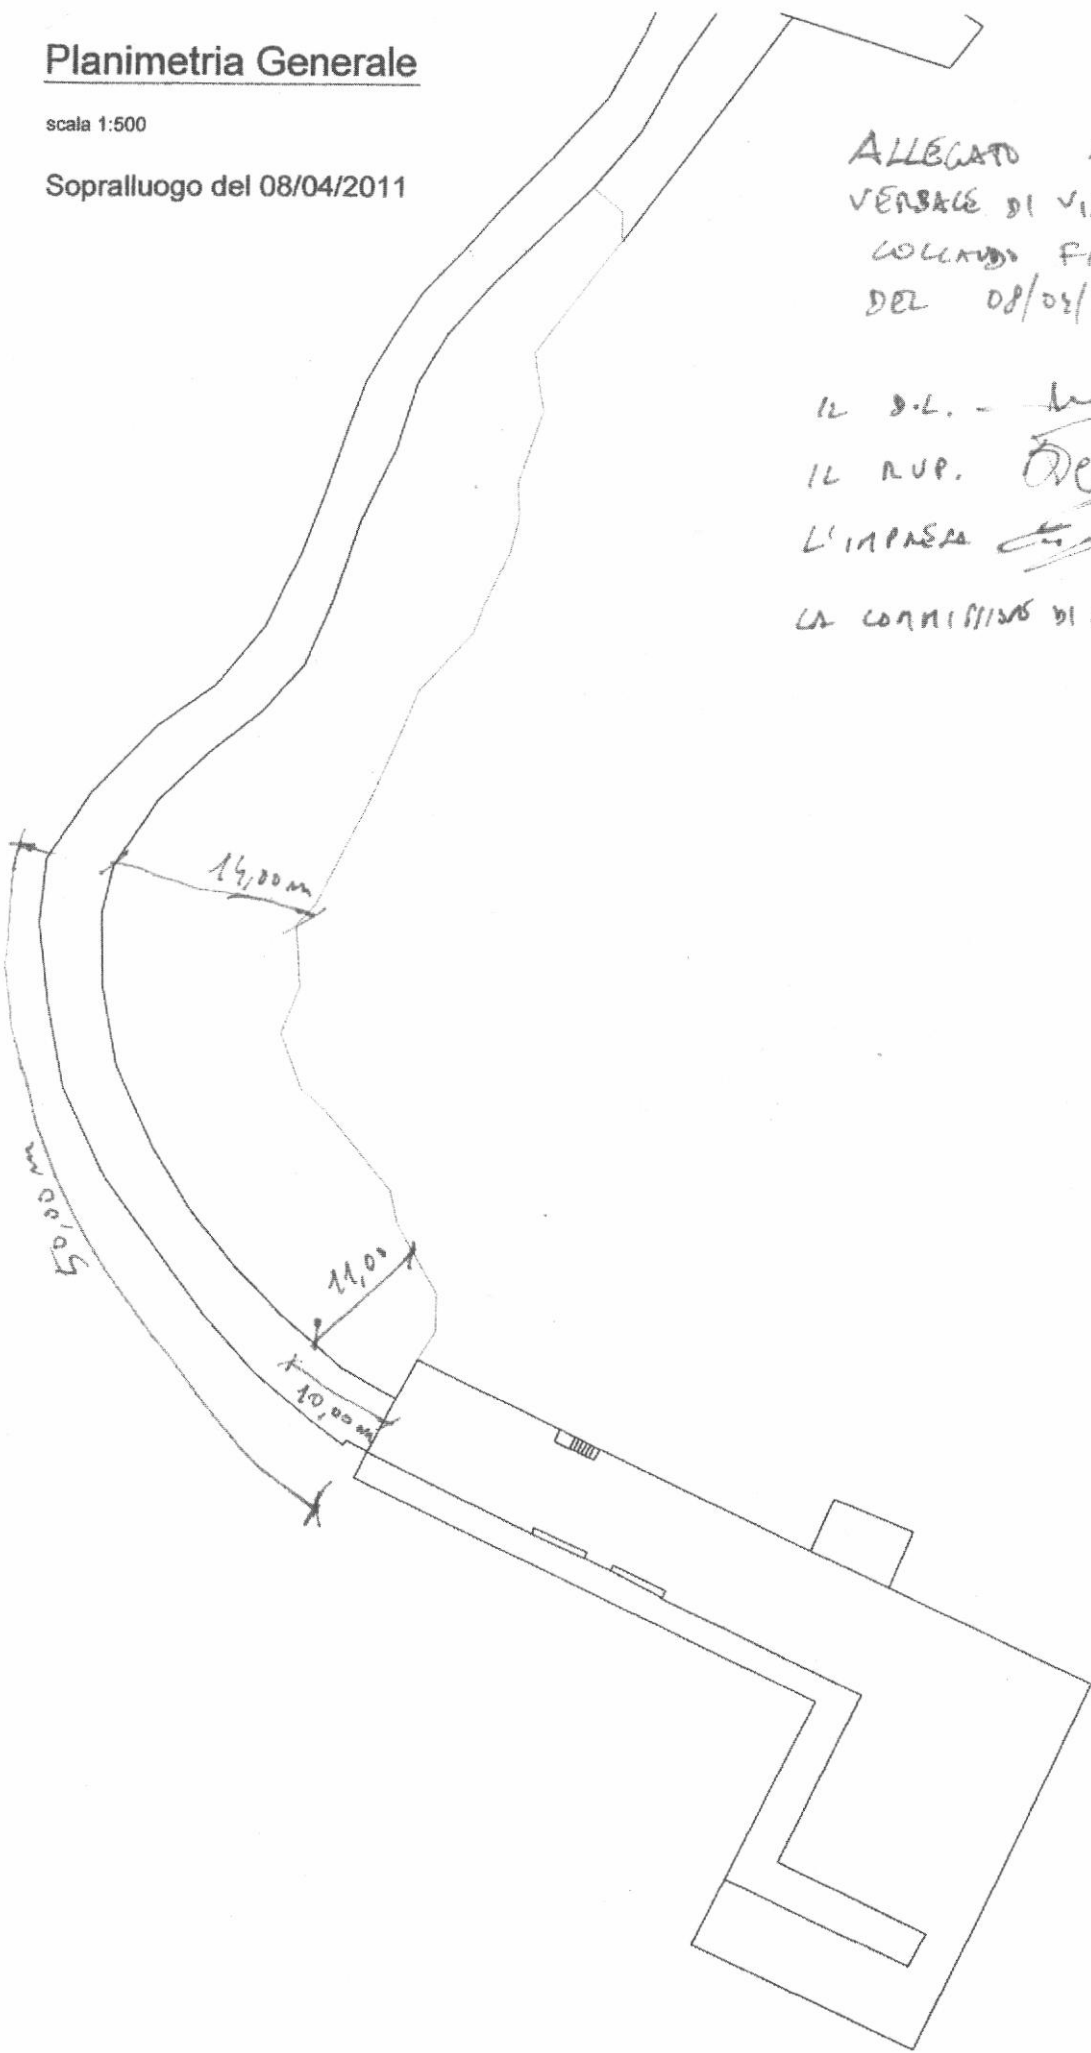 Planimetria Generale
scala 1:500
Sopralluogo del 08/04/2011
ALLEGATO
VERBALE DI
COLLAUDO
DEL 08/04/
IL D.L. -
IL RUP.
L'IMPRESA
LA COMMISSIONE DI
14,00 m
50,00 m
11,00
10,00 m